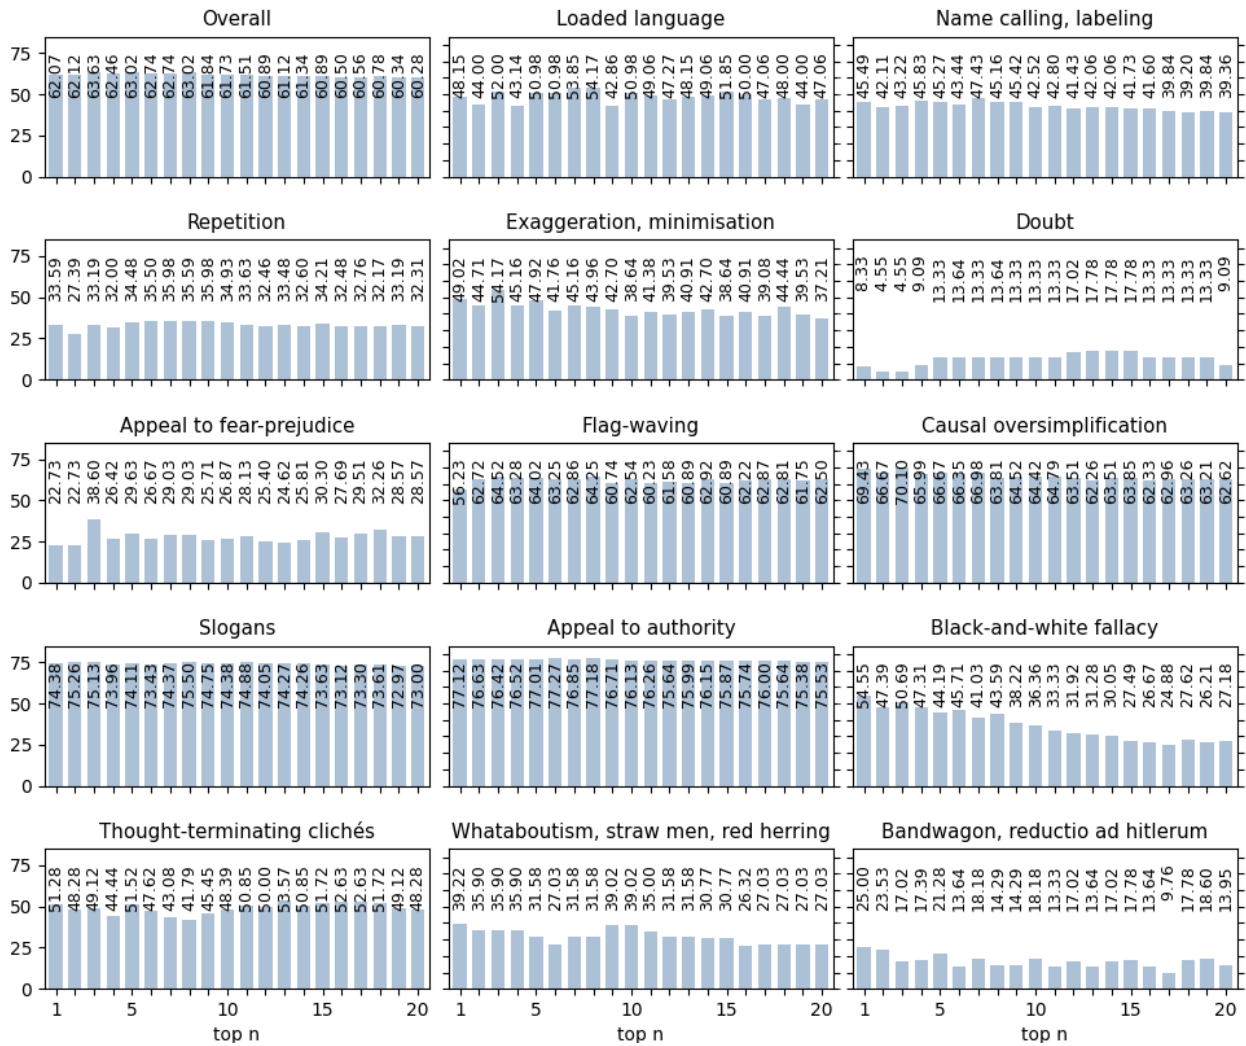 Overall
Loaded language
Name calling, labeling
75
50
25
0
62.07 62.12 63.63 62.46 63.02 62.74 62.74 63.02 61.84 61.73 61.51 60.89 61.12 61.34 60.89 60.50 60.56 60.78 60.34 60.28
48.15 44.00 52.00 43.14 50.98 50.98 53.85 54.17 42.86 50.98 49.06 47.27 48.15 49.06 51.85 50.00 47.06 48.00 44.00 47.06
45.49 42.11 43.22 45.83 45.27 43.44 47.43 45.16 45.42 42.52 42.80 41.43 42.06 42.06 41.73 41.60 39.84 39.20 39.84 39.36
Repetition
Exaggeration, minimisation
Doubt
75
50
25
0
33.59 27.39 33.19 32.00 34.48 35.50 35.98 35.59 35.98 34.93 33.63 32.46 33.48 32.60 34.21 32.48 32.76 32.17 33.19 32.31
49.02 44.71 54.17 45.16 47.92 41.76 45.16 43.96 42.70 38.64 41.38 39.53 40.91 42.70 38.64 40.91 39.08 44.44 39.53 37.21
8.33 4.55 4.55 9.09 13.33 13.64 13.33 13.64 13.33 13.33 13.33 17.02 17.78 17.78 17.78 13.33 13.33 13.33 13.33 9.09
Appeal to fear-prejudice
Flag-waving
Causal oversimplification
75
50
25
0
22.73 22.73 38.60 26.42 29.63 26.67 29.03 29.03 25.71 26.87 28.13 25.40 24.62 25.81 30.30 27.69 29.51 32.26 28.57 28.57
56.23 62.72 64.52 63.28 64.02 63.25 62.86 64.25 60.74 62.54 60.23 61.58 60.89 62.92 60.89 62.22 62.87 62.81 61.75 62.50
69.43 66.67 70.10 65.99 66.67 66.35 66.98 63.81 64.52 64.42 64.79 63.51 62.26 63.51 63.85 62.33 62.96 63.26 63.21 62.62
Slogans
Appeal to authority
Black-and-white fallacy
75
50
25
0
74.38 75.26 75.13 73.96 74.11 73.43 74.37 75.50 74.75 74.38 74.88 74.05 74.27 74.26 73.63 73.12 73.30 73.61 72.97 73.00
77.12 76.63 76.42 76.52 77.01 77.27 76.85 77.18 76.71 76.13 76.26 75.64 75.99 76.15 75.87 75.74 76.00 75.64 75.38 75.53
54.55 47.39 50.69 47.31 44.19 45.71 41.03 43.59 38.22 36.36 33.33 31.92 31.28 30.05 27.49 26.67 24.88 27.62 26.21 27.18
Thought-terminating clichés
Whataboutism, straw men, red herring
Bandwagon, reductio ad hitlerum
75
50
25
0
51.28 48.28 49.12 44.44 51.52 47.62 43.08 41.79 45.45 48.39 50.85 50.00 53.57 50.85 51.72 52.63 52.63 51.72 49.12 48.28
39.22 35.90 35.90 35.90 31.58 27.03 31.58 31.58 39.02 39.02 35.00 31.58 31.58 30.77 30.77 26.32 27.03 27.03 27.03 27.03
25.00 23.53 17.02 17.39 21.28 13.64 18.18 14.29 14.29 18.18 13.33 17.02 13.64 17.02 17.78 13.64 9.76 17.78 18.60 13.95
1 5 10 15 20
1 5 10 15 20
1 5 10 15 20
top n
top n
top n